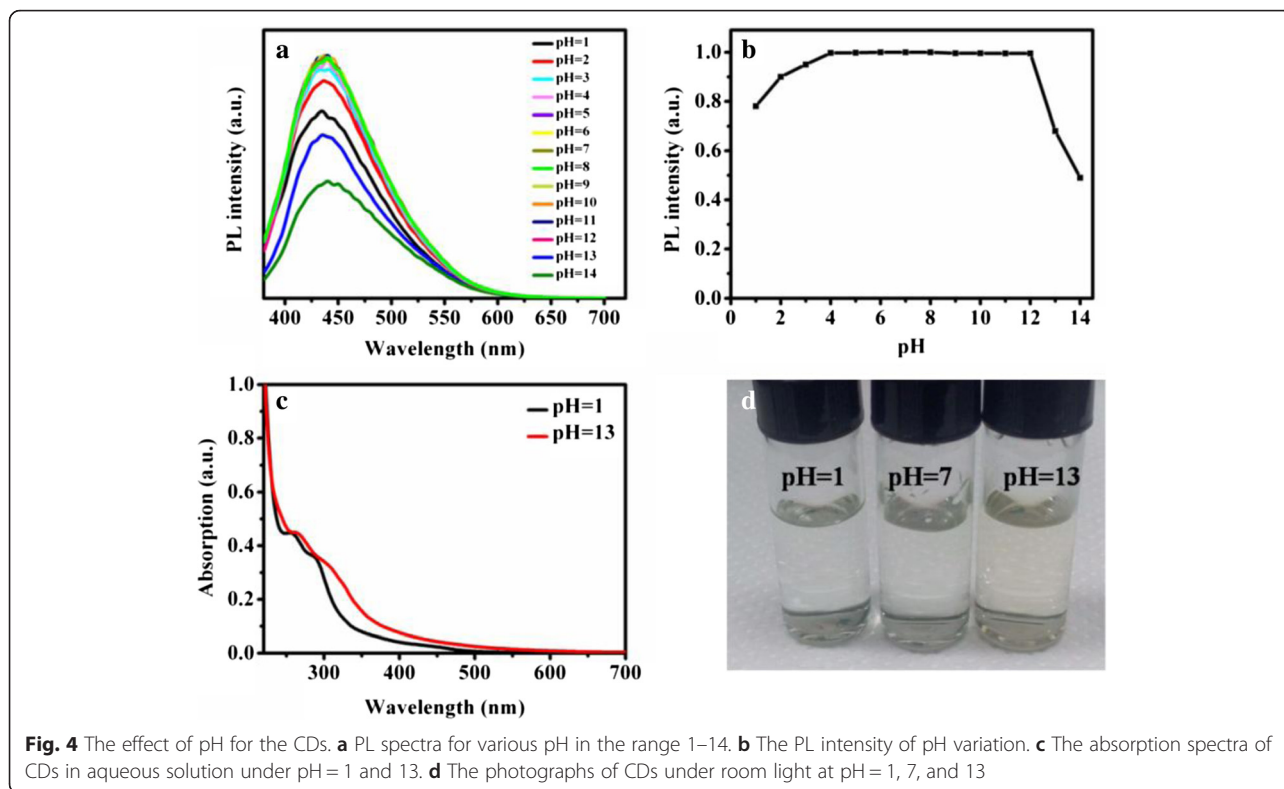 a
pH=1
pH=2
pH=3
pH=4
pH=5
pH=6
pH=7
pH=8
pH=9
pH=10
pH=11
pH=12
pH=13
pH=14
PL intensity (a.u.)
400 450 500 550 600 650 700
Wavelength (nm)
b
1.0
0.8
0.6
0.4
0.2
0.0
PL intensity (a.u.)
0 2 4 6 8 10 12 14
pH
c
pH=1
pH=13
1.0
0.8
0.6
0.4
0.2
0.0
Absorption (a.u.)
300 400 500 600 700
Wavelength (nm)
d
pH=1 pH=7 pH=13
Fig. 4 The effect of pH for the CDs. a PL spectra for various pH in the range 1–14. b The PL intensity of pH variation. c The absorption spectra of
CDs in aqueous solution under pH = 1 and 13. d The photographs of CDs under room light at pH = 1, 7, and 13